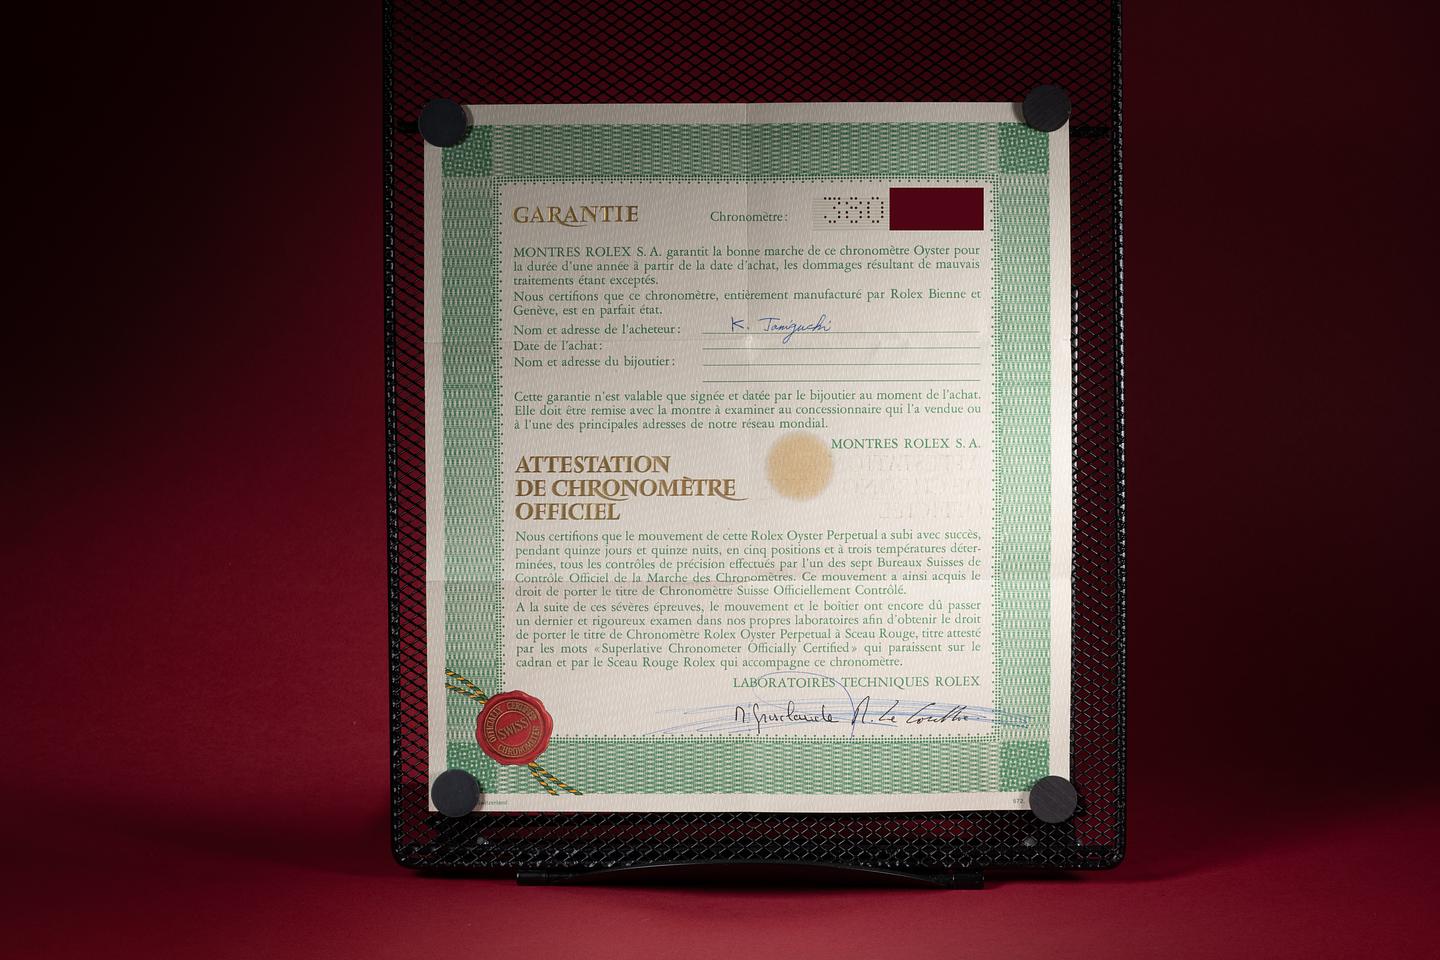 GARANTIE
Chronomètre: 380
MONTRES ROLEX S. A. garantit la bonne marche de ce chronomètre Oyster pour
la durée d'une année à partir de la date d'achat, les dommages résultant de mauvais
traitements étant exceptés.
Nous certifions que ce chronomètre, entièrement manufacturé par Rolex Bienne et
Genève, est en parfait état.
Nom et adresse de l'acheteur: K. Taniguchi
Date de l'achat:
Nom et adresse du bijoutier:
Cette garantie n'est valable que signée et datée par le bijoutier au moment de l'achat.
Elle doit être remise avec la montre à examiner au concessionnaire qui l'a vendue ou
à l'une des principales adresses de notre réseau mondial.
MONTRES ROLEX S. A.
ATTESTATION
DE CHRONOMÈTRE
OFFICIEL
Nous certifions que le mouvement de cette Rolex Oyster Perpetual a subi avec succès,
pendant quinze jours et quinze nuits, en cinq positions et à trois températures déter-
minées, tous les contrôles de précision effectués par l'un des sept Bureaux Suisses de
Contrôle Officiel de la Marche des Chronomètres. Ce mouvement a ainsi acquis le
droit de porter le titre de Chronomètre Suisse Officiellement Contrôlé.
A la suite de ces sévères épreuves, le mouvement et le boîtier ont encore dû passer
un dernier et rigoureux examen dans nos propres laboratoires afin d'obtenir le droit
de porter le titre de Chronomètre Rolex Oyster Perpetual à Sceau Rouge, titre attesté
par les mots «Superlative Chronometer Officially Certified» qui paraissent sur le
cadran et par le Sceau Rouge Rolex qui accompagne ce chronomètre.
LABORATOIRES TECHNIQUES ROLEX
OFFICIALLY CERTIFIED
SWISS
CHRONOMETER
572.